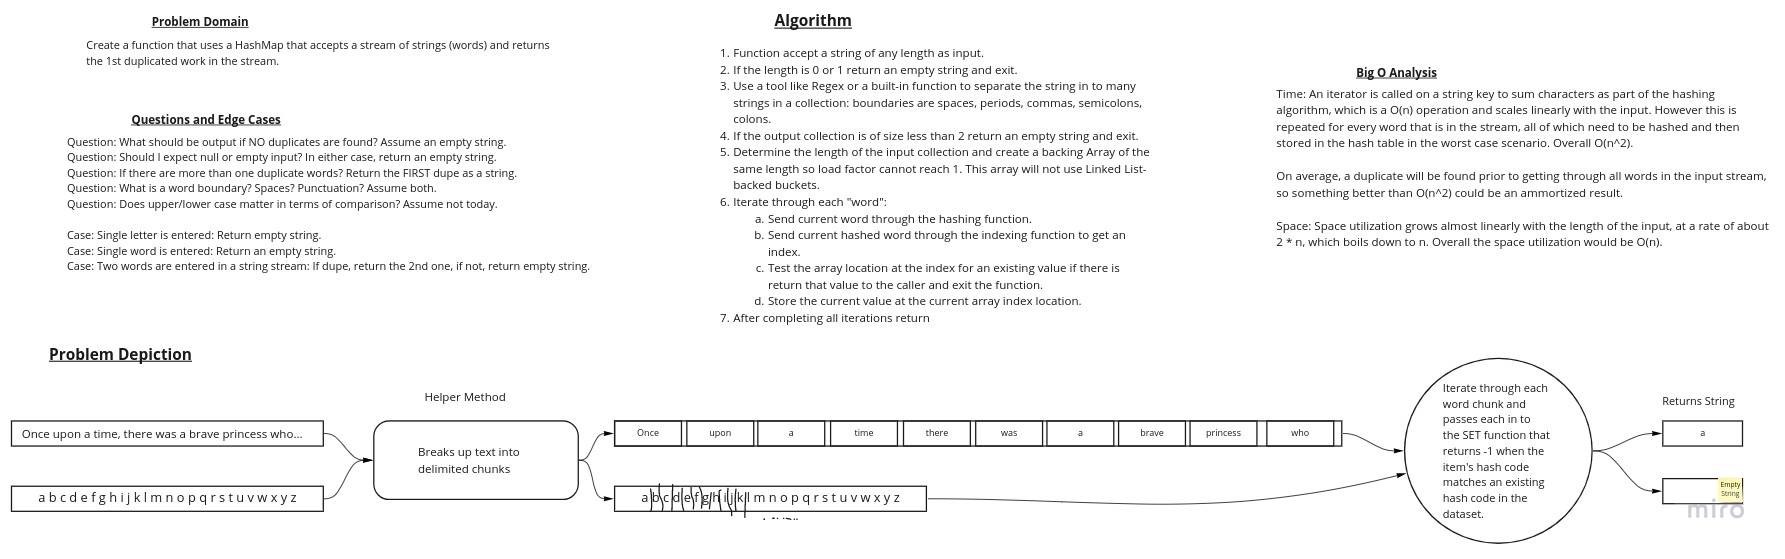 Problem Domain
Create a function that uses a HashMap that accepts a stream of strings (words) and returns
the 1st duplicated work in the stream.
Questions and Edge Cases
Question: What should be output if NO duplicates are found? Assume an empty string.
Question: Should I expect null or empty input? In either case, return an empty string.
Question: If there are more than one duplicate words? Return the FIRST dupe as a string.
Question: What is a word boundary? Spaces? Punctuation? Assume both.
Question: Does upper/lower case matter in terms of comparison? Assume not today.
Case: Single letter is entered: Return empty string.
Case: Single word is entered: Return an empty string.
Case: Two words are entered in a string stream: If dupe, return the 2nd one, if not, return empty string.
Algorithm
1. Function accept a string of any length as input.
2. If the length is 0 or 1 return an empty string and exit.
3. Use a tool like Regex or a built-in function to separate the string in to many
strings in a collection: boundaries are spaces, periods, commas, semicolons,
colons.
4. If the output collection is of size less than 2 return an empty string and exit.
5. Determine the length of the input collection and create a backing Array of the
same length so load factor cannot reach 1. This array will not use Linked List-
backed buckets.
6. Iterate through each "word":
a. Send current word through the hashing function.
b. Send current hashed word through the indexing function to get an
index.
c. Test the array location at the index for an existing value if there is
return that value to the caller and exit the function.
d. Store the current value at the current array index location.
7. After completing all iterations return
Big O Analysis
Time: An iterator is called on a string key to sum characters as part of the hashing
algorithm, which is a O(n) operation and scales linearly with the input. However this is
repeated for every word that is in the stream, all of which need to be hashed and then
stored in the hash table in the worst case scenario. Overall O(n^2).
On average, a duplicate will be found prior to getting through all words in the input stream,
so something better than O(n^2) could be an ammortized result.
Space: Space utilization grows almost linearly with the length of the input, at a rate of about
2 * n, which boils down to n. Overall the space utilization would be O(n).
Problem Depiction
Once upon a time, there was a brave princess who...
a b c d e f g h i j k l m n o p q r s t u v w x y z
Helper Method
Breaks up text into
delimited chunks
Once upon a time there was a brave princess who
a b c d e f g h i j k l m n o p q r s t u v w x y z
Iterate through each
word chunk and
passes each in to
the SET function that
returns -1 when the
item's hash code
matches an existing
hash code in the
dataset.
Returns String
a
Empty
String
miro